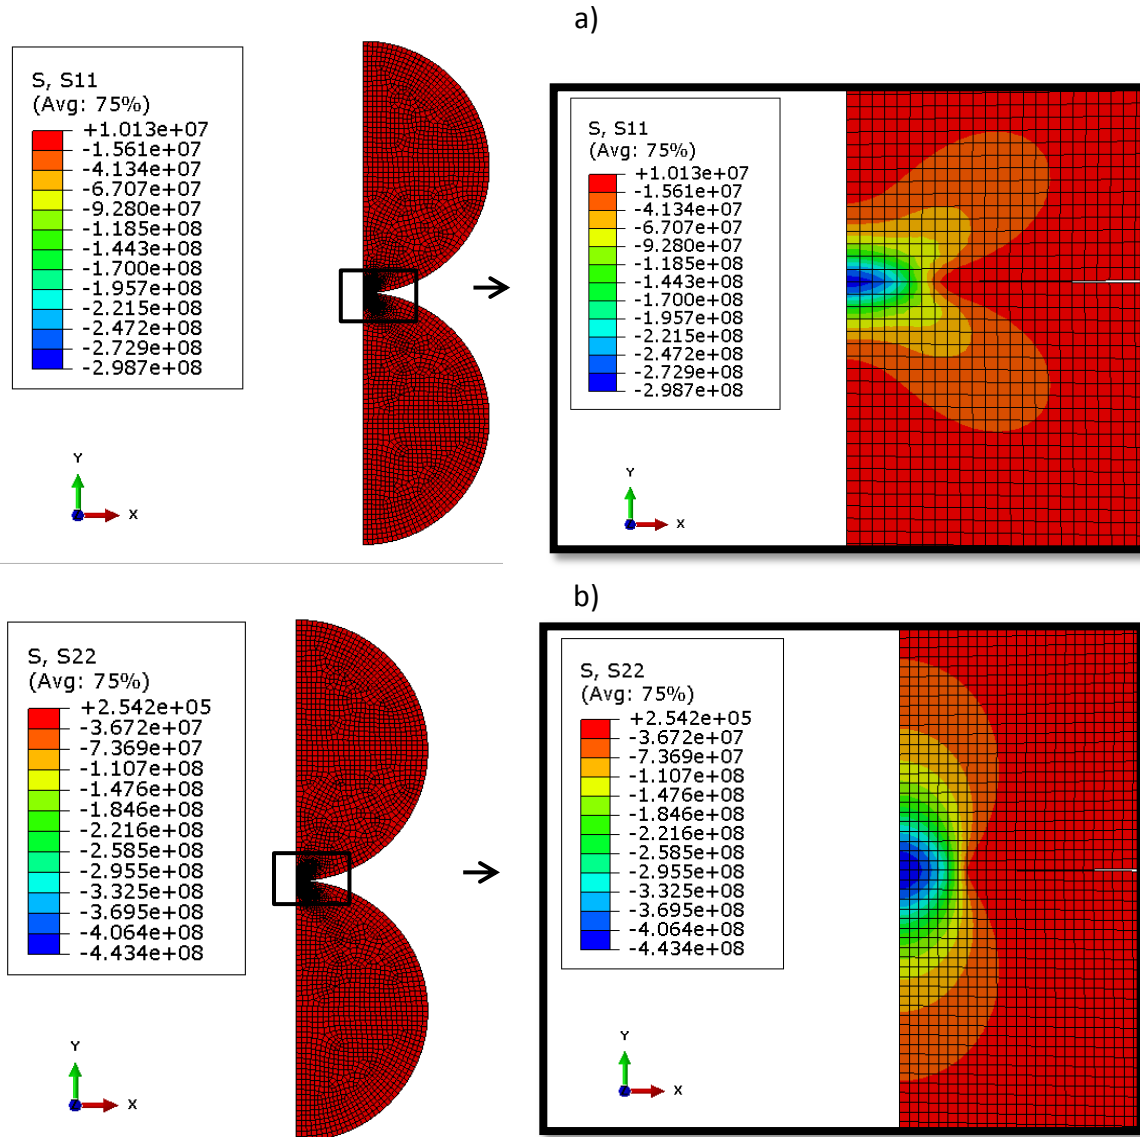 a)
S, S11
(Avg: 75%)
+1.013e+07
-1.561e+07
-4.134e+07
-6.707e+07
-9.280e+07
-1.185e+08
-1.443e+08
-1.700e+08
-1.957e+08
-2.215e+08
-2.472e+08
-2.729e+08
-2.987e+08
Y
X
S, S11
(Avg: 75%)
+1.013e+07
-1.561e+07
-4.134e+07
-6.707e+07
-9.280e+07
-1.185e+08
-1.443e+08
-1.700e+08
-1.957e+08
-2.215e+08
-2.472e+08
-2.729e+08
-2.987e+08
Y
X
b)
S, S22
(Avg: 75%)
+2.542e+05
-3.672e+07
-7.369e+07
-1.107e+08
-1.476e+08
-1.846e+08
-2.216e+08
-2.585e+08
-2.955e+08
-3.325e+08
-3.695e+08
-4.064e+08
-4.434e+08
Y
X
S, S22
(Avg: 75%)
+2.542e+05
-3.672e+07
-7.369e+07
-1.107e+08
-1.476e+08
-1.846e+08
-2.216e+08
-2.585e+08
-2.955e+08
-3.325e+08
-3.695e+08
-4.064e+08
-4.434e+08
Y
X